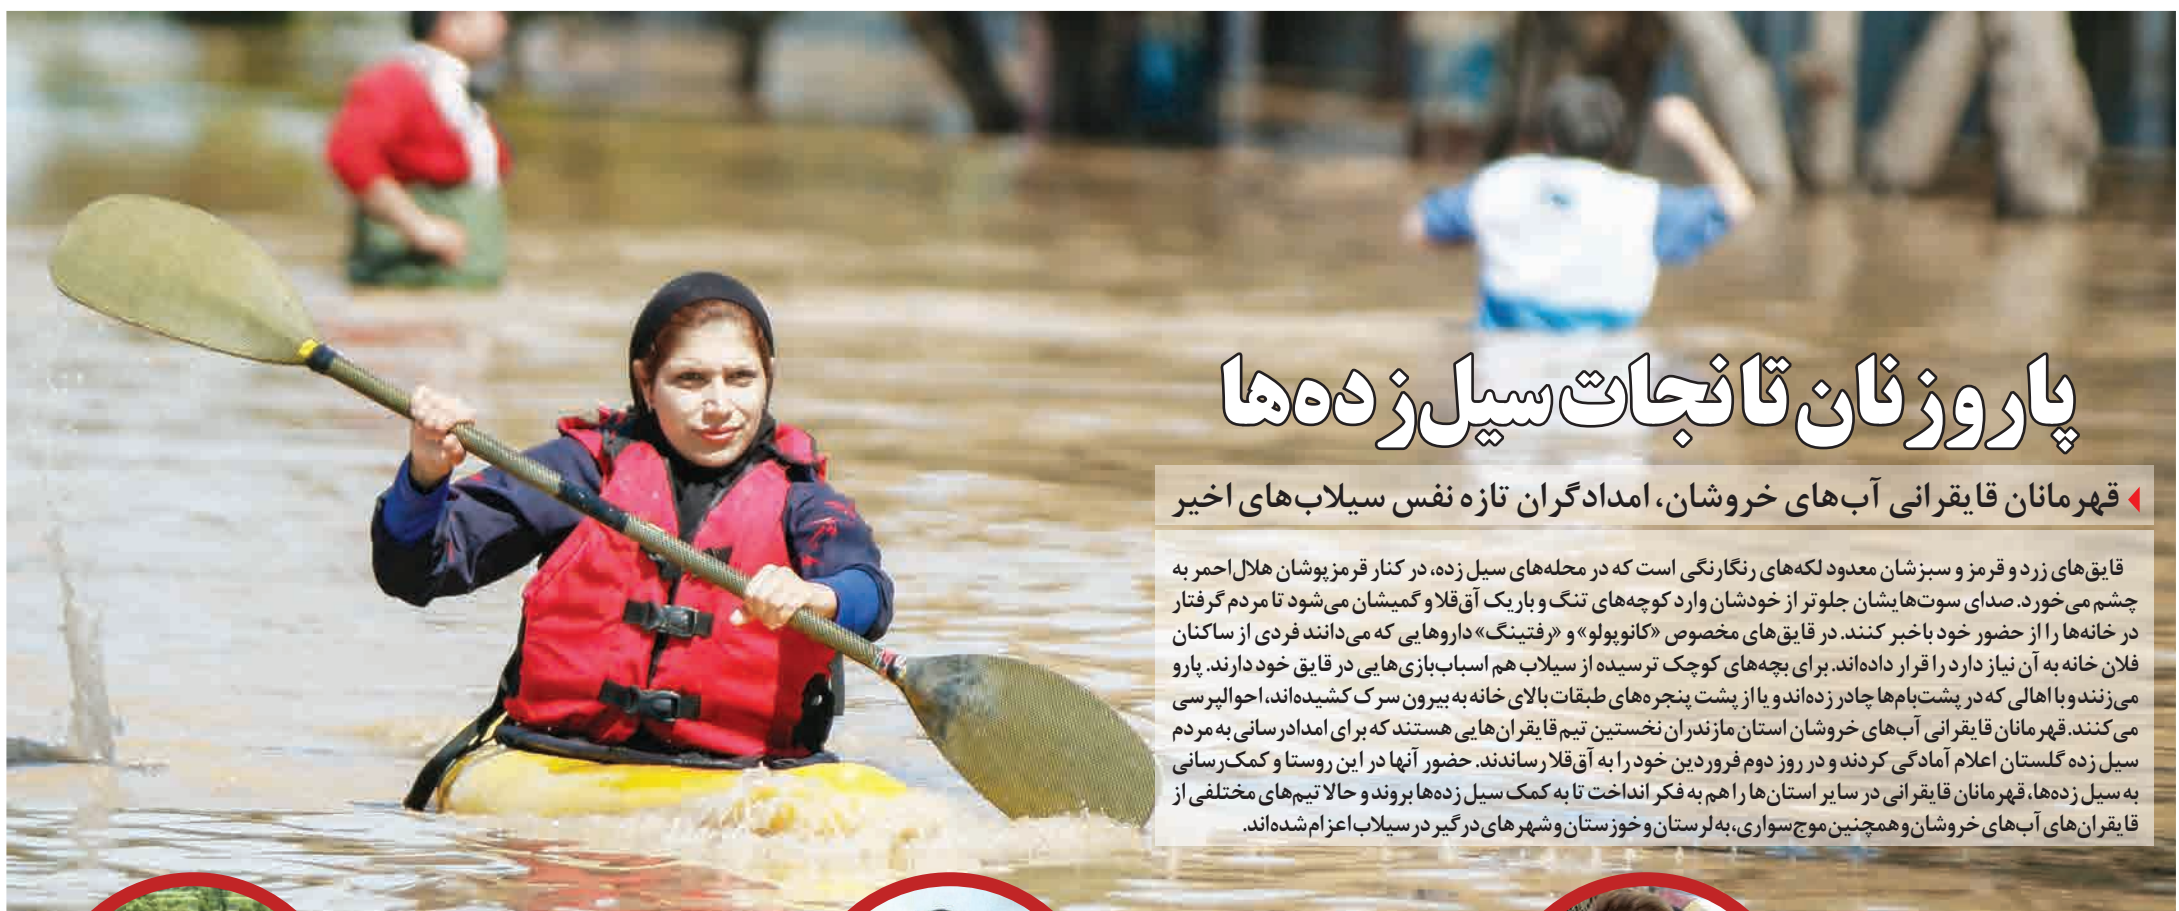 پاروزنان تا نجات سیل‌زده‌ها
قهرمانان قایقرانی آب‌های خروشان، امدادگران تازه نفس سیلاب‌های اخیر
قایق‌های زرد و قرمز و سبزشان معدود لکه‌های رنگارنگی است که در محله‌های سیل زده، در کنار قرمزپوشان هلال‌احمر به
چشم می‌خورد. صدای سوت‌هایشان جلوتر از خودشان وارد کوچه‌های تنگ و باریک آق‌قلا و گمیشان می‌شود تا مردم گرفتار
در خانه‌ها را از حضور خود باخبر کنند. در قایق‌های مخصوص «کانوپولو» و «رفتینگ» داروهایی که می‌دانند فردی از ساکنان
فلان خانه به آن نیاز دارد را قرار داده‌اند. برای بچه‌های کوچک ترسیده از سیلاب هم اسباب‌بازی‌هایی در قایق خود دارند. پارو
می‌زنند و با اهالی که در پشت‌بام‌ها چادر زده‌اند و یا از پشت پنجره‌های طبقات بالای خانه به بیرون سرک کشیده‌اند، احوالپرسی
می‌کنند. قهرمانان قایقرانی آب‌های خروشان استان مازندران نخستین تیم قایقران‌هایی هستند که برای امدادرسانی به مردم
سیل زده گلستان اعلام آمادگی کردند و در روز دوم فروردین خود را به آق‌قلا رساندند. حضور آنها در این روستا و کمک‌رسانی
به سیل زده‌ها، قهرمانان قایقرانی در سایر استان‌ها را هم به فکر انداخت تا به کمک سیل زده‌ها بروند و حالا تیم‌های مختلفی از
قایقران‌های آب‌های خروشان و همچنین موج‌سواری، به لرستان و خوزستان و شهرهای درگیر در سیلاب اعزام شده‌اند.